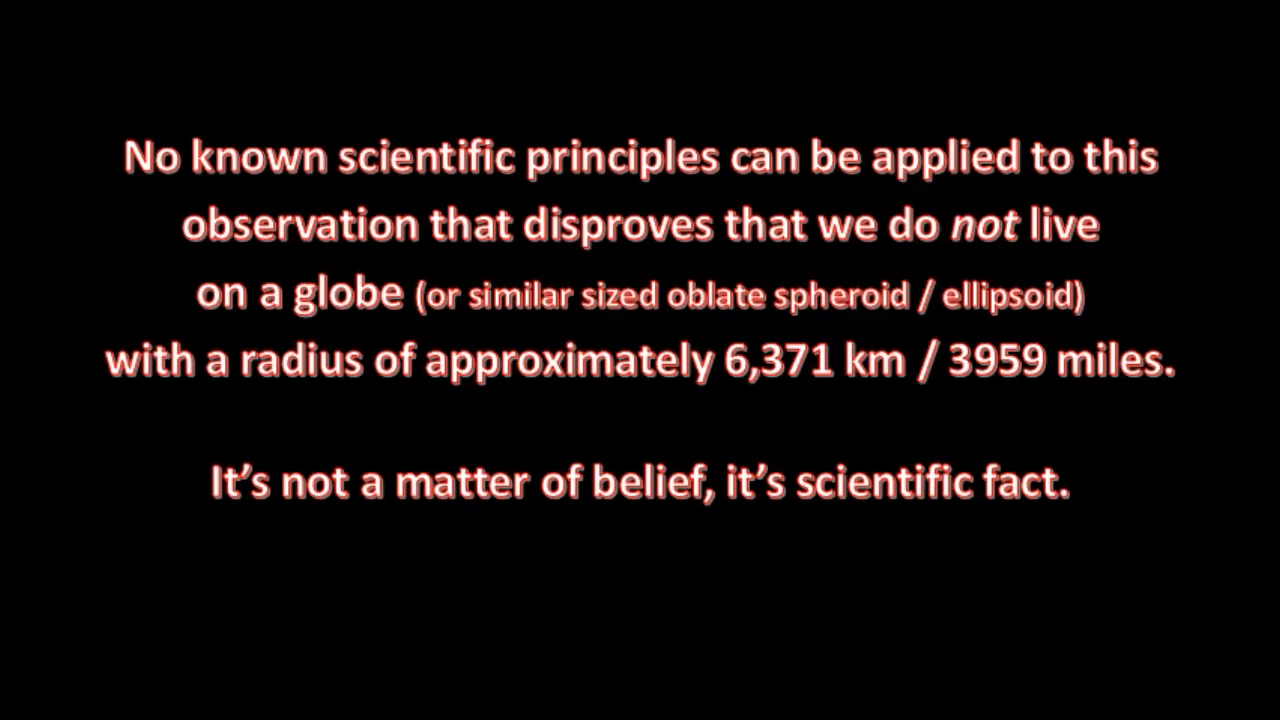 No known scientific principles can be applied to this
observation that disproves that we do not live
on a globe (or similar sized oblate spheroid / ellipsoid)
with a radius of approximately 6,371 km / 3959 miles.
It’s not a matter of belief, it’s scientific fact.